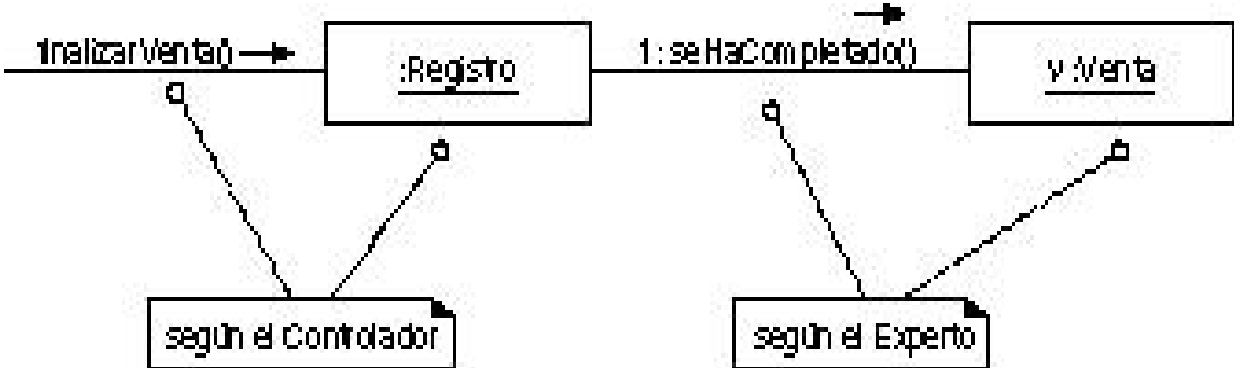 finalizarVenta()
:Registro
1: seHaCompletado()
v :Venta
según el Controlador
según el Experto